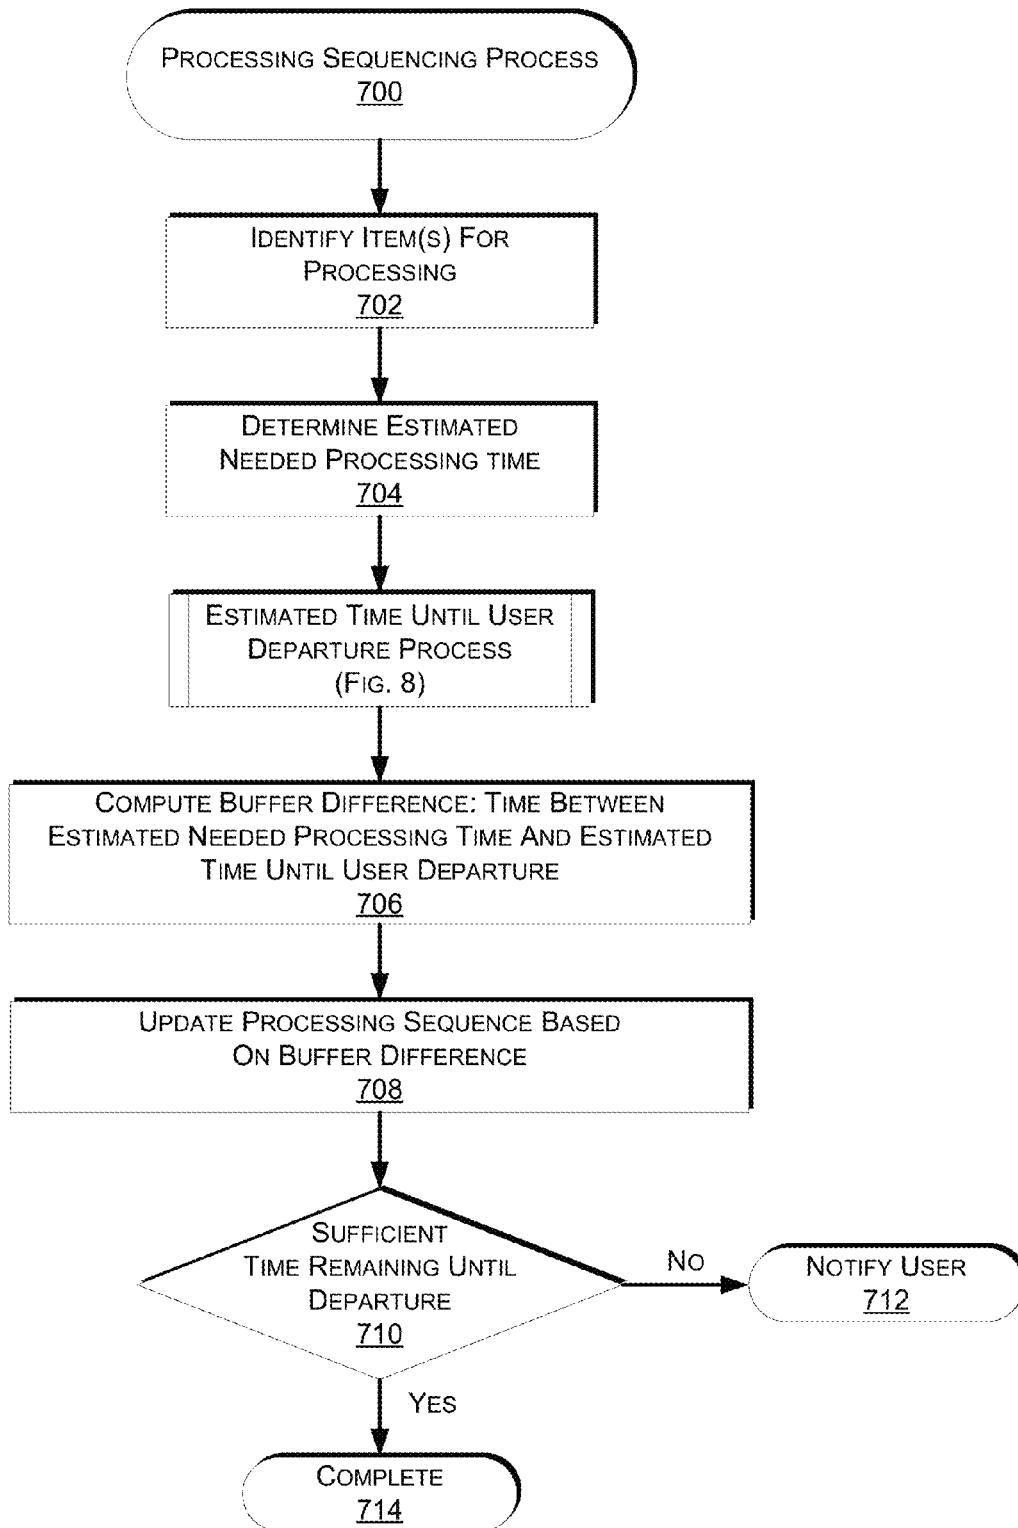 PROCESSING SEQUENCING PROCESS
700
IDENTIFY ITEM(S) FOR
PROCESSING
702
DETERMINE ESTIMATED
NEEDED PROCESSING TIME
704
ESTIMATED TIME UNTIL USER
DEPARTURE PROCESS
(FIG. 8)
COMPUTE BUFFER DIFFERENCE: TIME BETWEEN
ESTIMATED NEEDED PROCESSING TIME AND ESTIMATED
TIME UNTIL USER DEPARTURE
706
UPDATE PROCESSING SEQUENCE BASED
ON BUFFER DIFFERENCE
708
SUFFICIENT
TIME REMAINING UNTIL
DEPARTURE
710
NO
NOTIFY USER
712
YES
COMPLETE
714